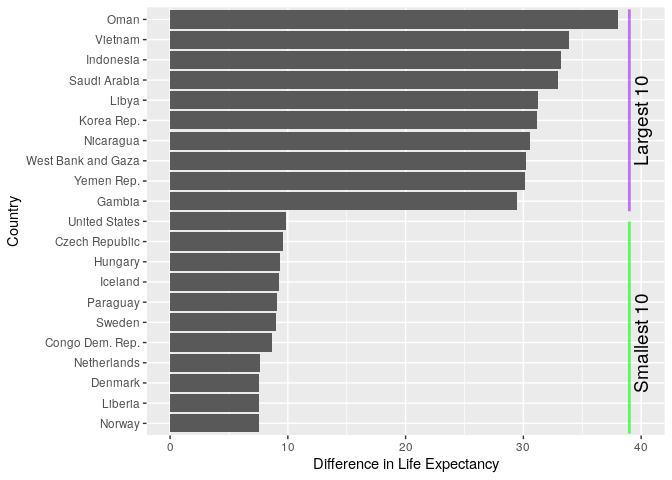 Oman
Vietnam
Indonesia
Saudi Arabia
Libya
Korea Rep.
Nicaragua
West Bank and Gaza
Yemen Rep.
Gambia
United States
Czech Republic
Hungary
Iceland
Paraguay
Sweden
Congo Dem. Rep.
Netherlands
Denmark
Liberia
Norway
Country
Largest 10
Smallest 10
0 10 20 30 40
Difference in Life Expectancy